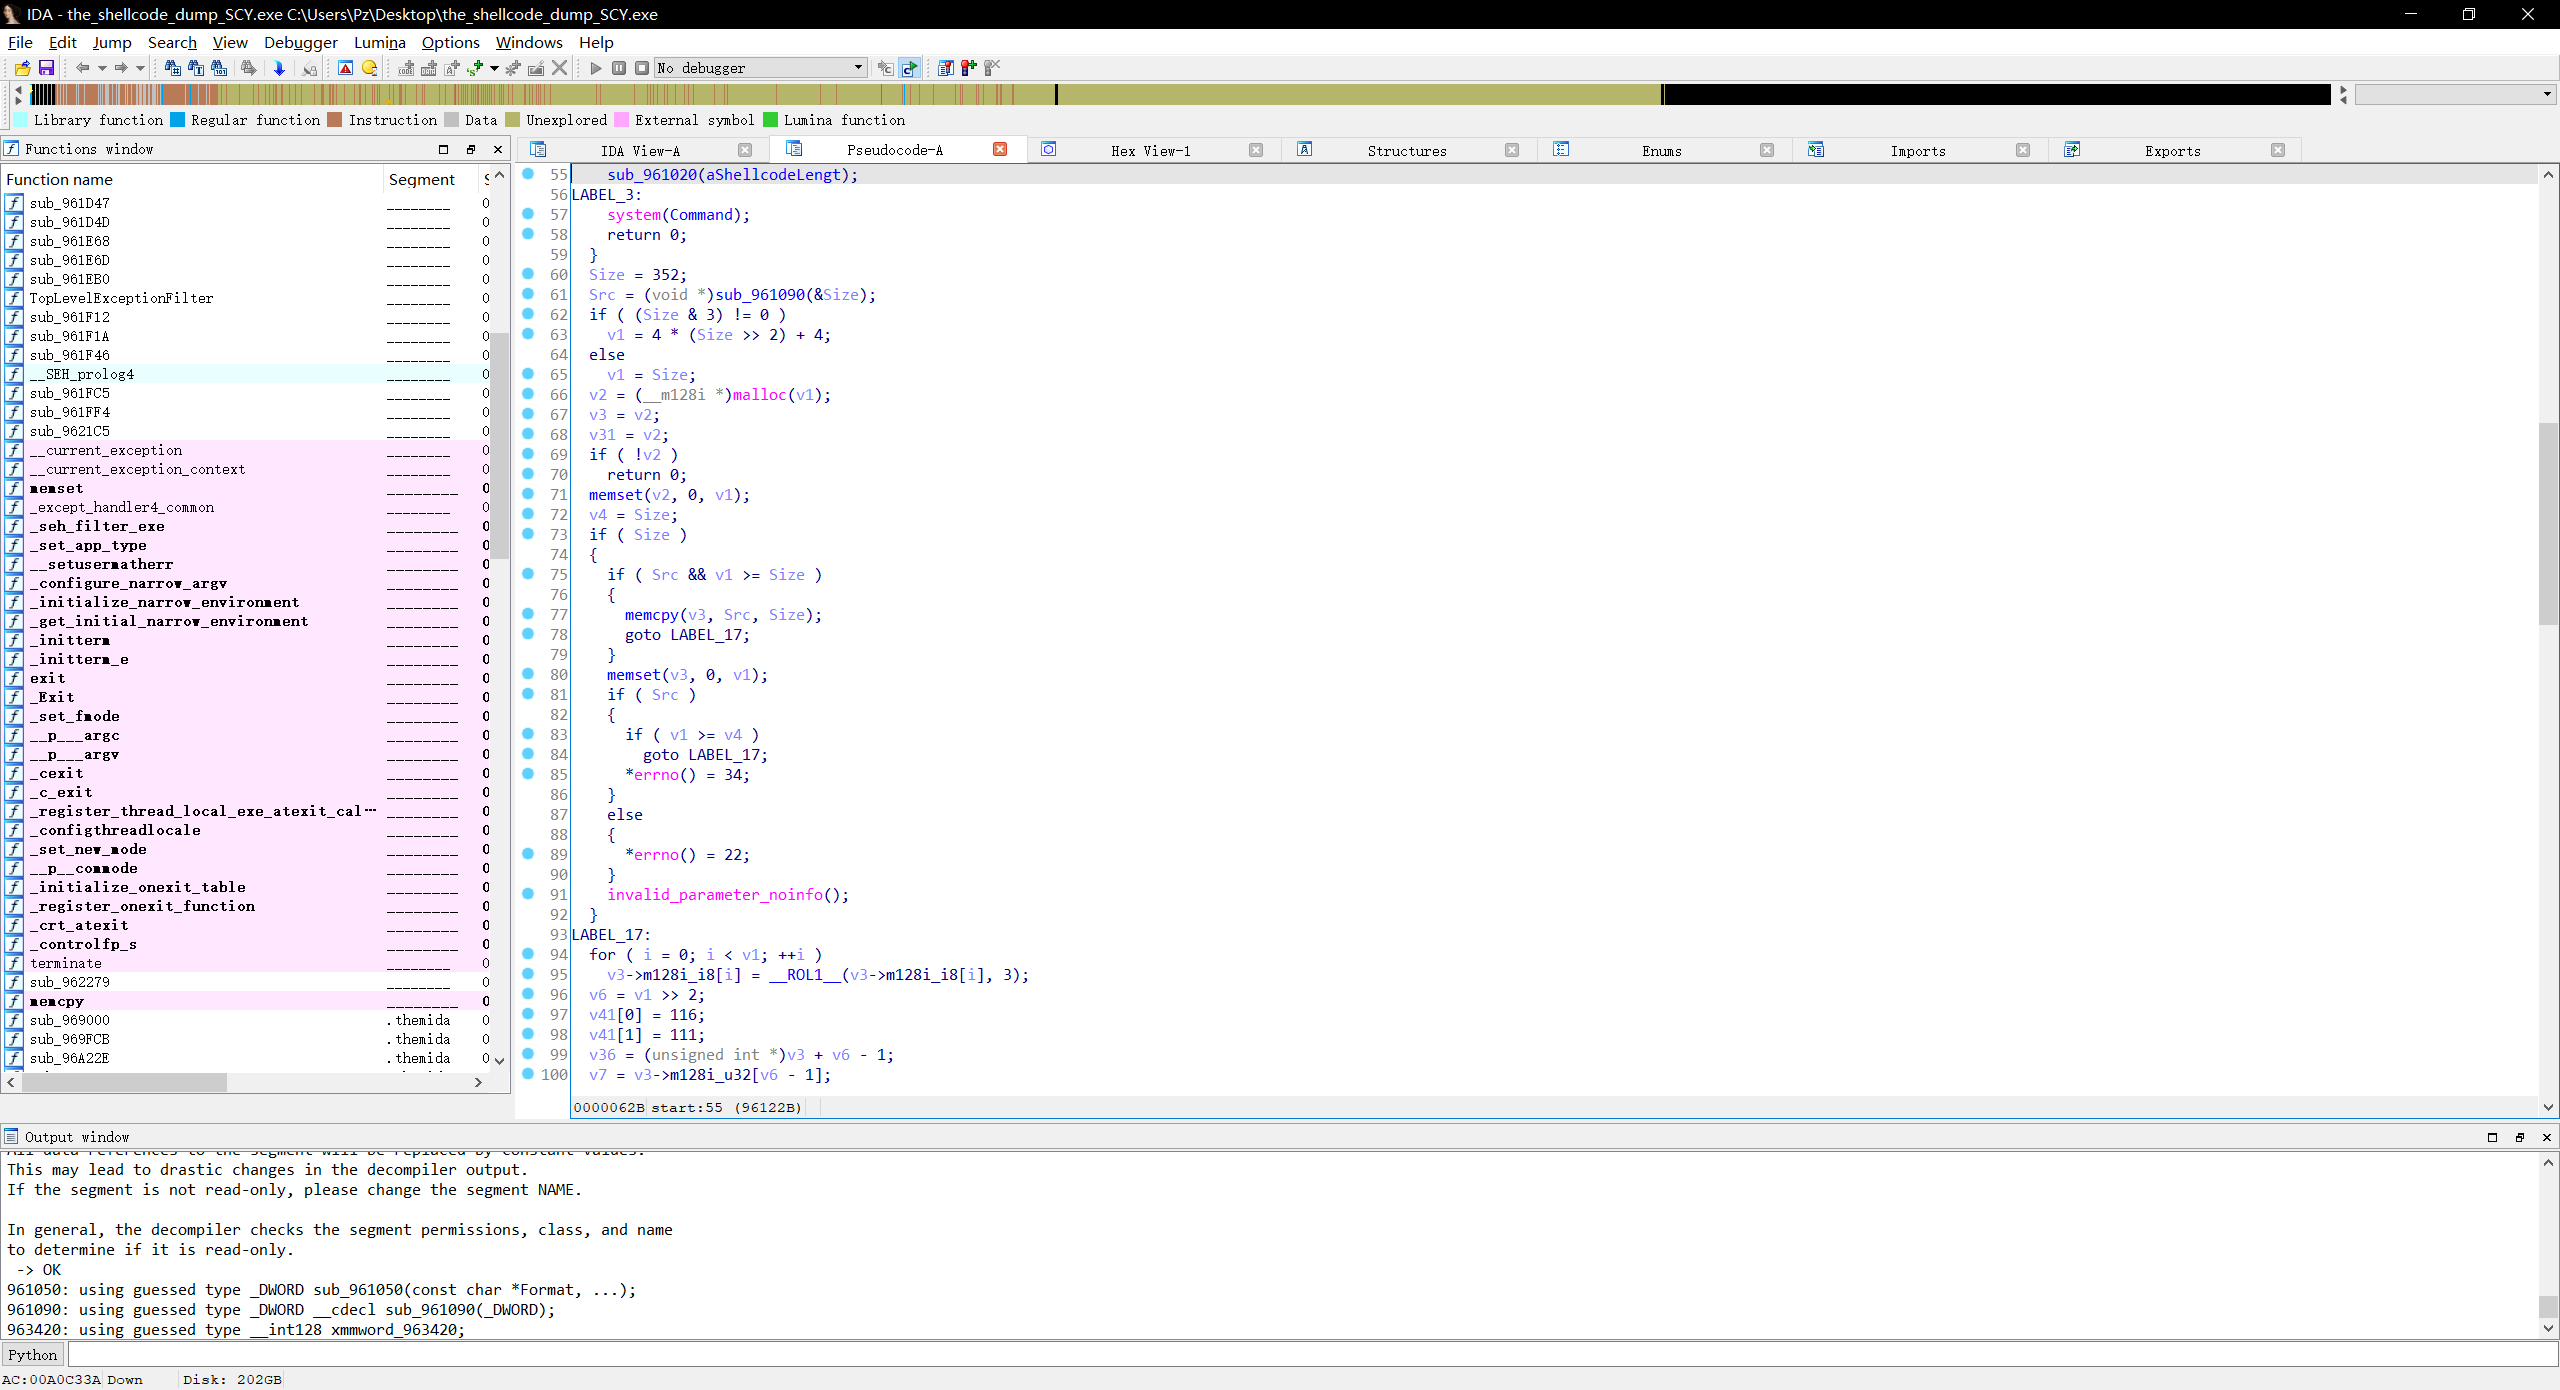 IDA - the_shellcode_dump_SCY.exe C:\Users\Pz\Desktop\the_shellcode_dump_SCY.exe
File Edit Jump Search View Debugger Lumina Options Windows Help
No debugger
Library function Regular function Instruction Data Unexplored External symbol Lumina function
Functions window
Function name Segment
sub_961D47 ________ 0
sub_961D4D ________ 0
sub_961E68 ________ 0
sub_961E6D ________ 0
sub_961EB0 ________ 0
TopLevelExceptionFilter ________ 0
sub_961F12 ________ 0
sub_961F1A ________ 0
sub_961F46 ________ 0
__SEH_prolog4 ________ 0
sub_961FC5 ________ 0
sub_961FF4 ________ 0
sub_9621C5 ________ 0
__current_exception ________ 0
__current_exception_context ________ 0
memset ________ 0
_except_handler4_common ________ 0
_seh_filter_exe ________ 0
_set_app_type ________ 0
__setusermatherr ________ 0
_configure_narrow_argv ________ 0
_initialize_narrow_environment ________ 0
_get_initial_narrow_environment ________ 0
_initterm ________ 0
_initterm_e ________ 0
exit ________ 0
_Exit ________ 0
_set_fmode ________ 0
__p___argc ________ 0
__p___argv ________ 0
_cexit ________ 0
_c_exit ________ 0
_register_thread_local_exe_atexit_cal… ________ 0
_configthreadlocale ________ 0
_set_new_mode ________ 0
__p__commode ________ 0
_initialize_onexit_table ________ 0
_register_onexit_function ________ 0
_crt_atexit ________ 0
_controlfp_s ________ 0
terminate ________ 0
sub_962279 ________ 0
memcpy ________ 0
sub_969000 .themida 0
sub_969FCB .themida 0
sub_96A22E .themida 0
IDA View-A Pseudocode-A Hex View-1 Structures Enums Imports Exports
55 sub_961020(aShellcodeLengt);
56 LABEL_3:
57 system(Command);
58 return 0;
59 }
60 Size = 352;
61 Src = (void *)sub_961090(&Size);
62 if ( (Size & 3) != 0 )
63 v1 = 4 * (Size >> 2) + 4;
64 else
65 v1 = Size;
66 v2 = (__m128i *)malloc(v1);
67 v3 = v2;
68 v31 = v2;
69 if ( !v2 )
70 return 0;
71 memset(v2, 0, v1);
72 v4 = Size;
73 if ( Size )
74 {
75 if ( Src && v1 >= Size )
76 {
77 memcpy(v3, Src, Size);
78 goto LABEL_17;
79 }
80 memset(v3, 0, v1);
81 if ( Src )
82 {
83 if ( v1 >= v4 )
84 goto LABEL_17;
85 *errno() = 34;
86 }
87 else
88 {
89 *errno() = 22;
90 }
91 invalid_parameter_noinfo();
92 }
93 LABEL_17:
94 for ( i = 0; i < v1; ++i )
95 v3->m128i_i8[i] = __ROL1__(v3->m128i_i8[i], 3);
96 v6 = v1 >> 2;
97 v41[0] = 116;
98 v41[1] = 111;
99 v36 = (unsigned int *)v3 + v6 - 1;
100 v7 = v3->m128i_u32[v6 - 1];
0000062B start:55 (96122B)
Output window
All data references to the segment will be replaced by constant values.
This may lead to drastic changes in the decompiler output.
If the segment is not read-only, please change the segment NAME.
In general, the decompiler checks the segment permissions, class, and name
to determine if it is read-only.
-> OK
961050: using guessed type _DWORD sub_961050(const char *Format, ...);
961090: using guessed type _DWORD __cdecl sub_961090(_DWORD);
963420: using guessed type __int128 xmmword_963420;
Python
AC:00A0C33A Down Disk: 202GB